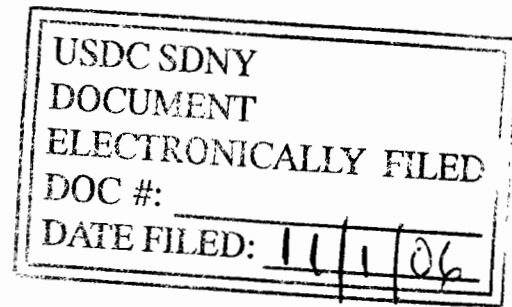 USDC SDNY
DOCUMENT
ELECTRONICALLY FILED
DOC #:
DATE FILED: 11/1/06